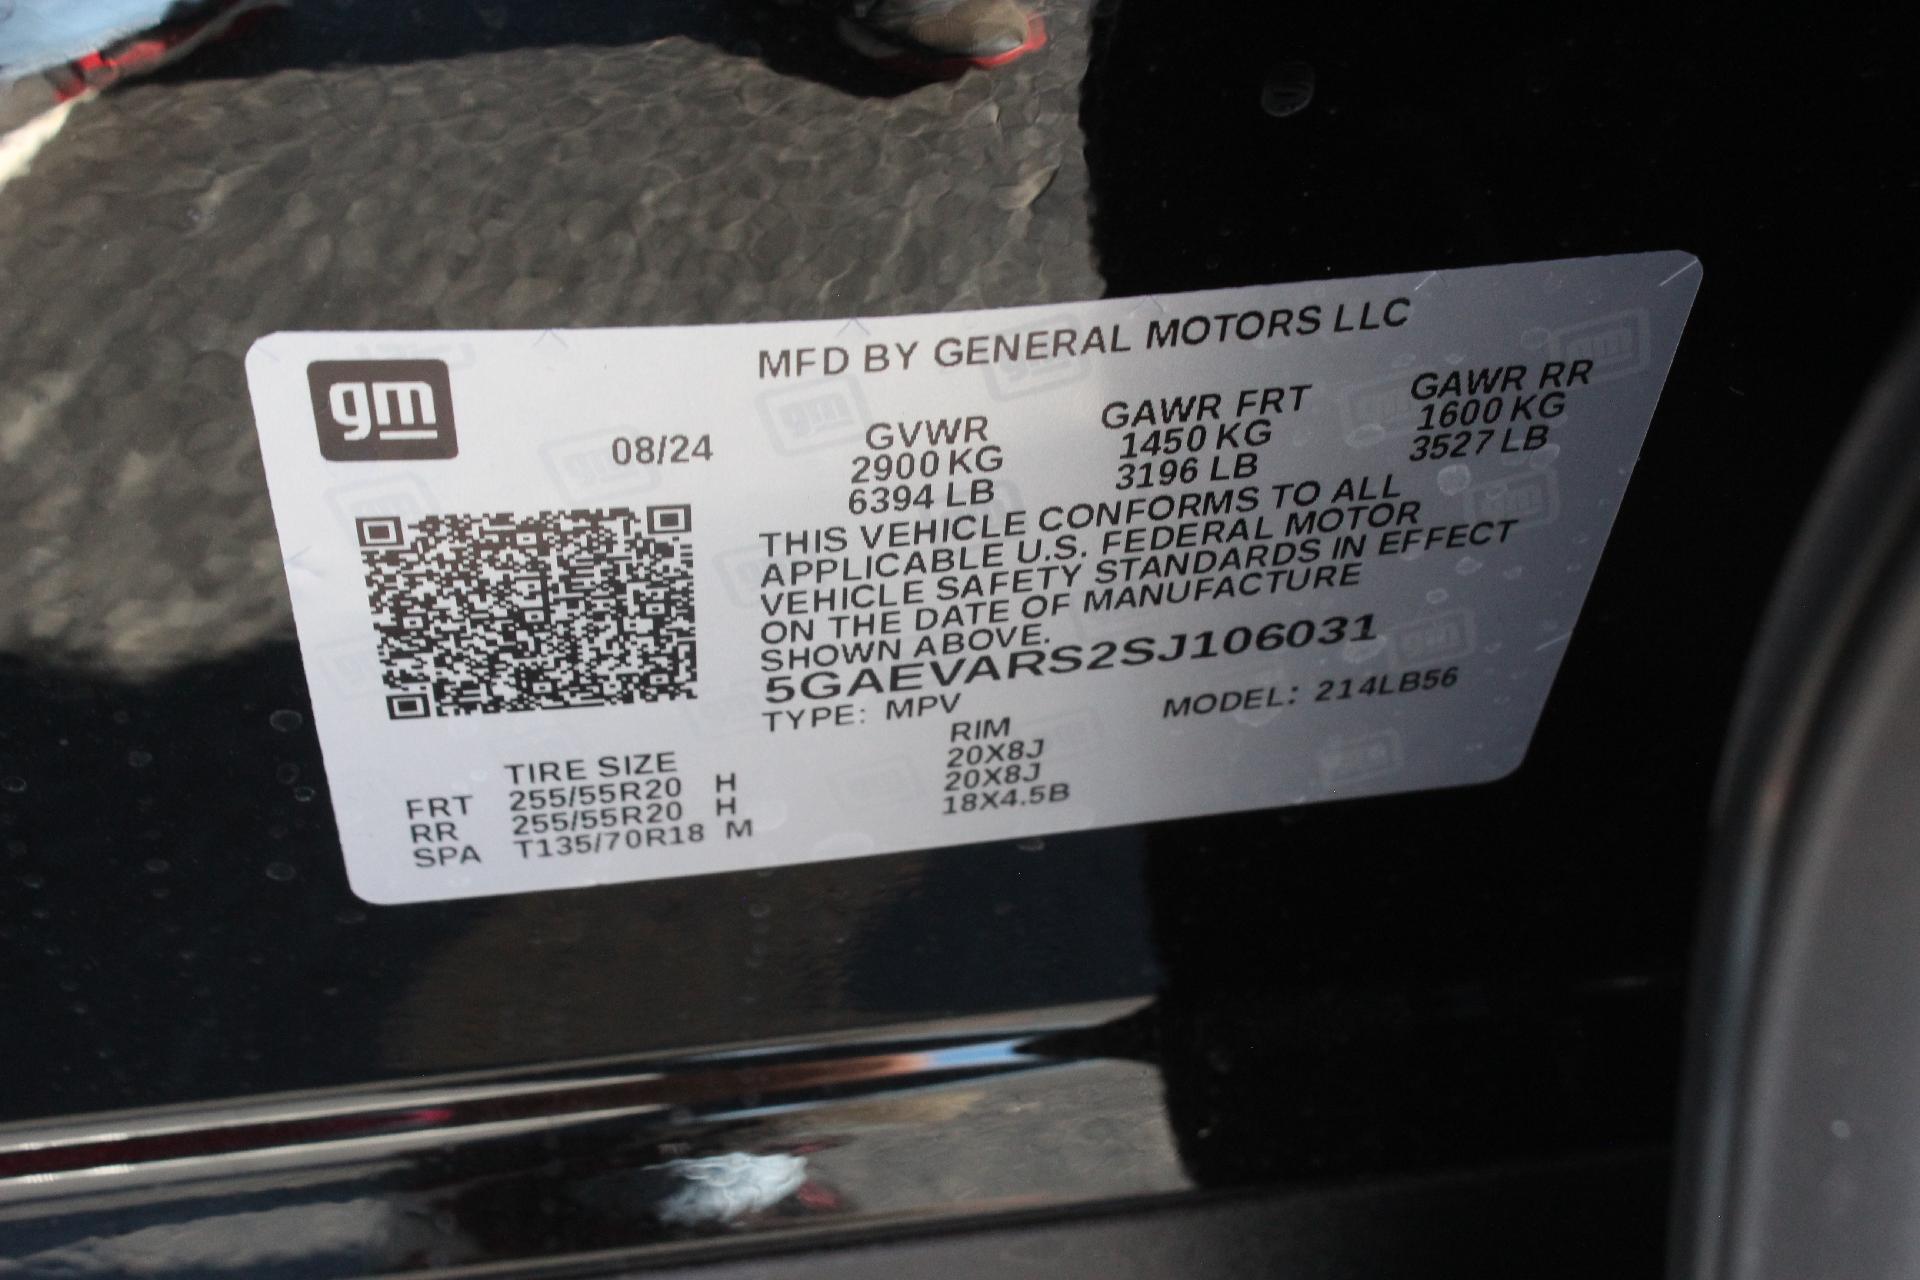 gm
MFD BY GENERAL MOTORS LLC
08/24
GVWR GAWR FRT GAWR RR
2900 KG 1450 KG 1600 KG
6394 LB 3196 LB 3527 LB
THIS VEHICLE CONFORMS TO ALL
APPLICABLE U.S. FEDERAL MOTOR
VEHICLE SAFETY STANDARDS IN EFFECT
ON THE DATE OF MANUFACTURE
SHOWN ABOVE.
5GAEVARS2SJ106031
TYPE: MPV MODEL: 214LB56
TIRE SIZE RIM
FRT 255/55R20 H 20X8J
RR 255/55R20 H 20X8J
SPA T135/70R18 M 18X4.5B